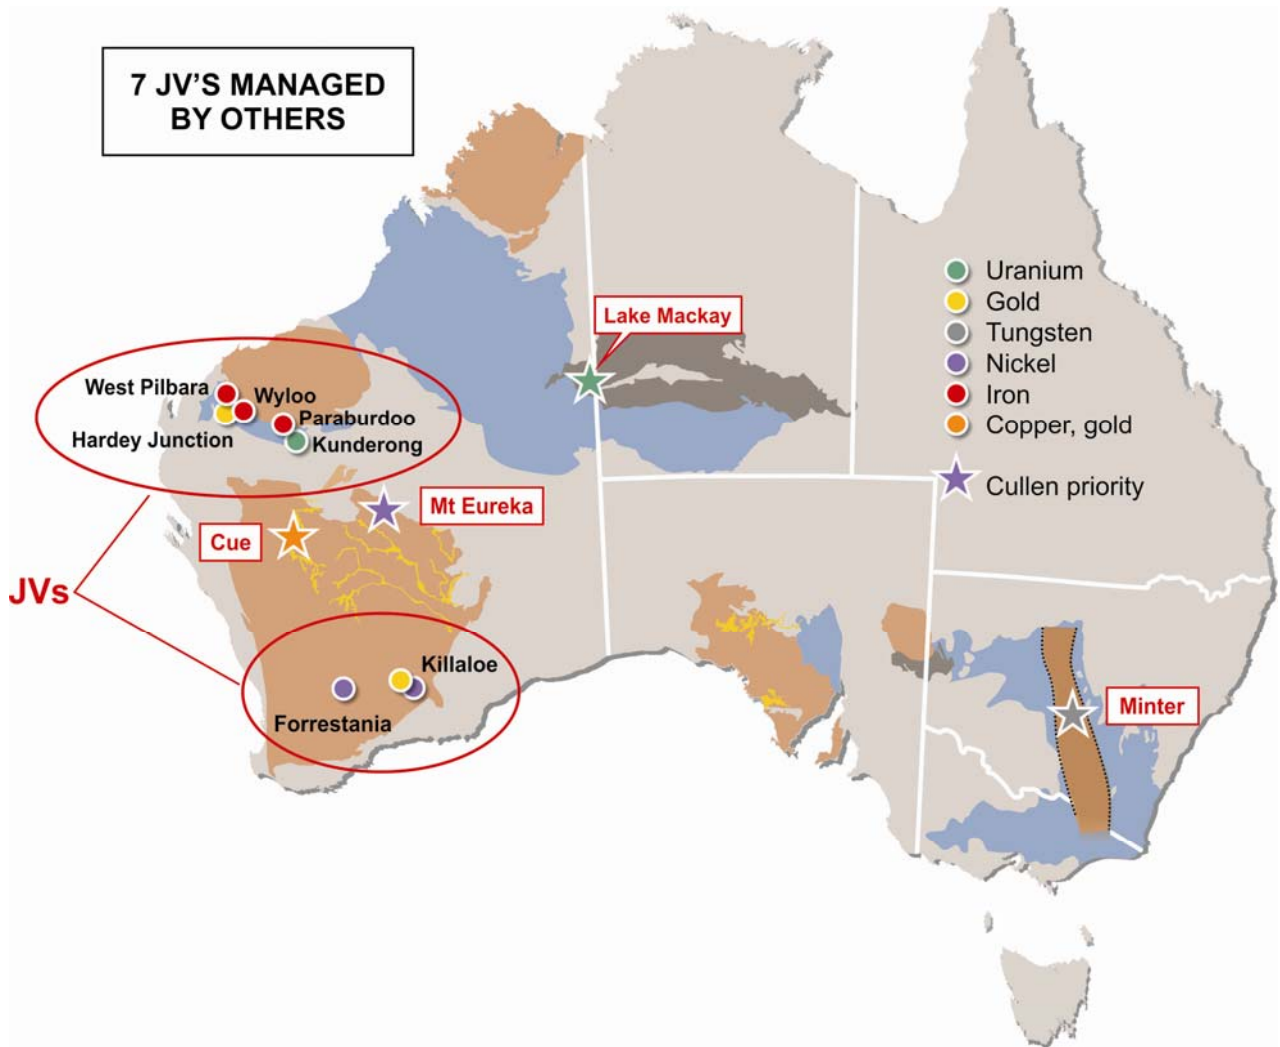 7 JV'S MANAGED
BY OTHERS
Uranium
Gold
Tungsten
Nickel
Iron
Copper, gold
Cullen priority
Lake Mackay
West Pilbara
Wyloo
Paraburdoo
Hardey Junction
Kunderong
Mt Eureka
Cue
JVs
Killaloe
Forrestania
Minter